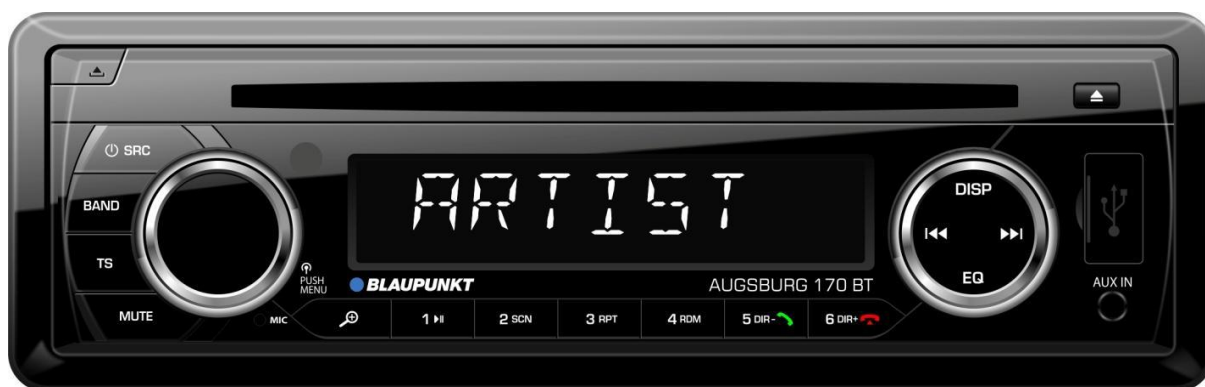 SRC
BAND
TS
MUTE
ARTIST
PUSH
MENU
MIC
BLAUPUNKT
AUGSBURG 170 BT
1
2 SCN
3 RPT
4 RDM
5 DIR-
6 DIR+
DISP
EQ
AUX IN